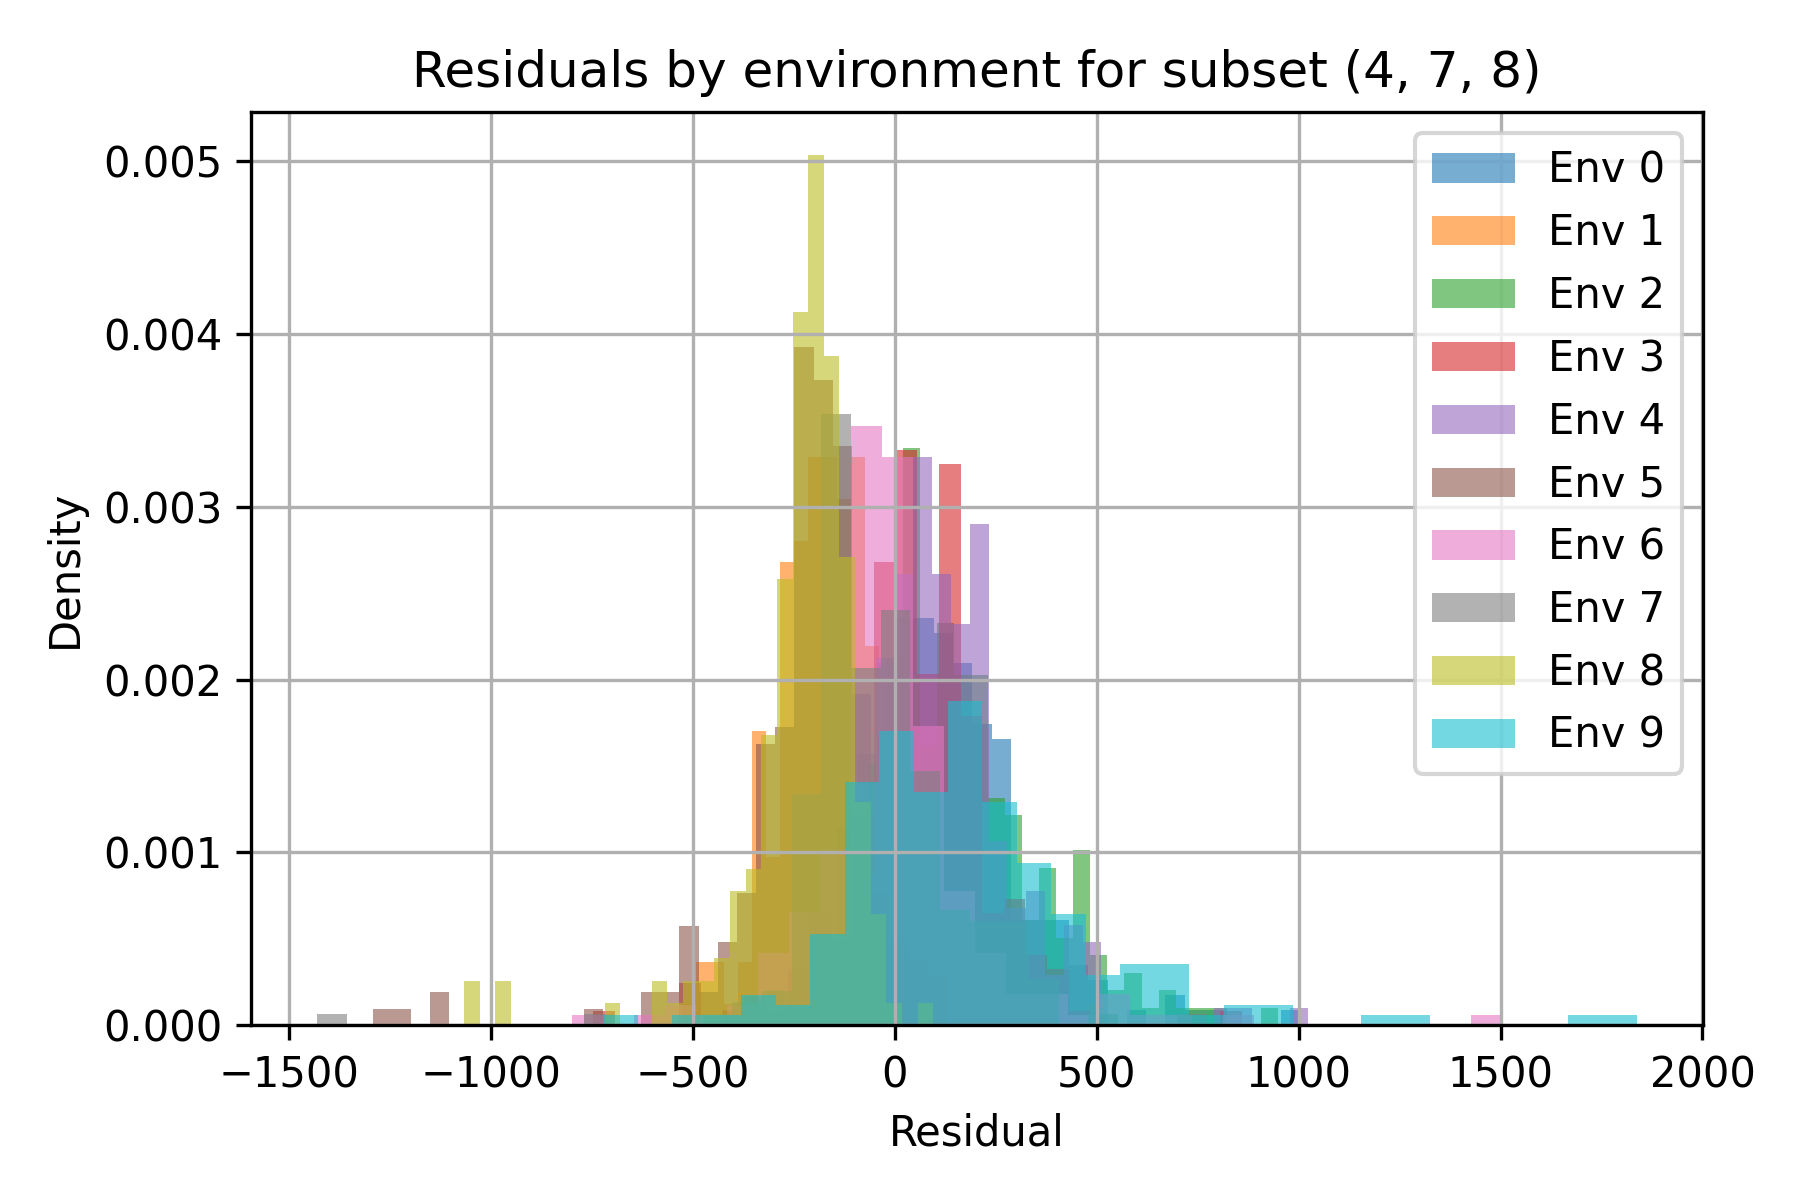 Residuals by environment for subset (4, 7, 8)
Density
0.005
0.004
0.003
0.002
0.001
0.000
−1500
−1000
−500
0
500
1000
1500
2000
Residual
Env 0
Env 1
Env 2
Env 3
Env 4
Env 5
Env 6
Env 7
Env 8
Env 9